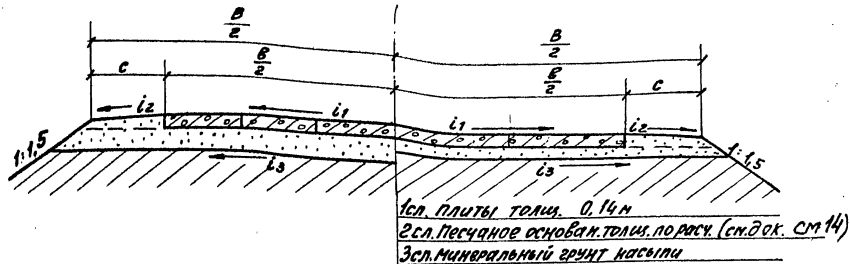 B/2
B/2
c
в/2
в/2
c
i2
i1
i1
i2
1:1,5
i3
i3
1:1,5
1сл. плиты толщ. 0.14м
2сл. Песчаное основан. толщ. по расч. (см. док. СМ 14)
3сл. минеральный грунт насыпи